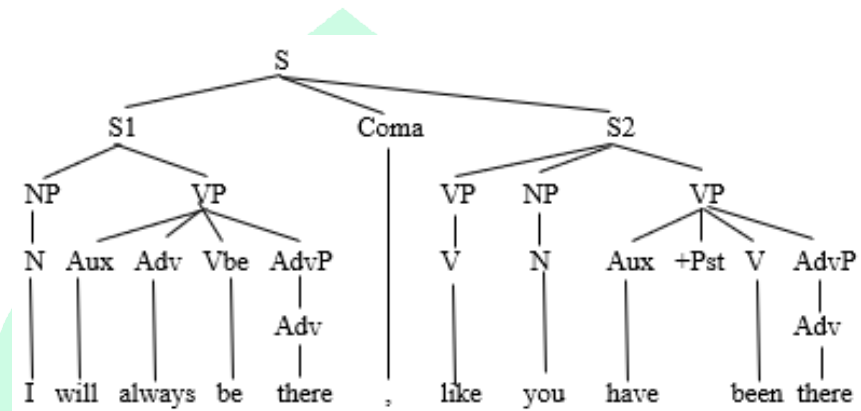 S
S1 Coma S2
NP VP VP NP VP
N Aux Adv Vbe AdvP V N Aux +Pst V AdvP
Adv Adv
I will always be there , like you have been there